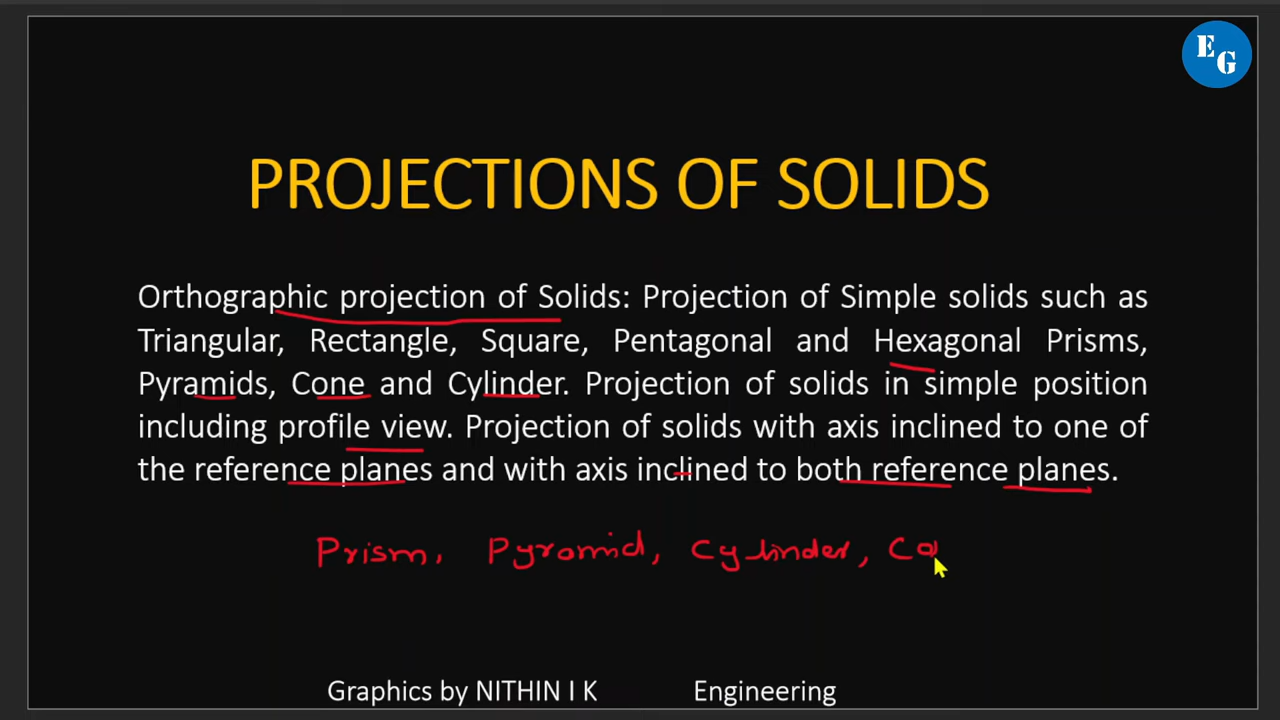 E
G
PROJECTIONS OF SOLIDS
Orthographic projection of Solids: Projection of Simple solids such as
Triangular, Rectangle, Square, Pentagonal and Hexagonal Prisms,
Pyramids, Cone and Cylinder. Projection of solids in simple position
including profile view. Projection of solids with axis inclined to one of
the reference planes and with axis inclined to both reference planes.
Prism, Pyramid, Cylinder, Co
Graphics by NITHIN I K Engineering